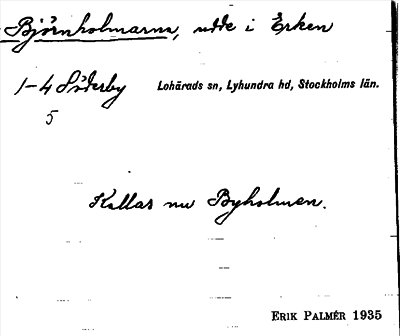 Björnholmarna, udde i Erken
1-4 Söderby Lohärads sn, Lyhundra hd, Stockholms län.
5
Kallas nu Byholmen.
ERIK PALMÉR 1935